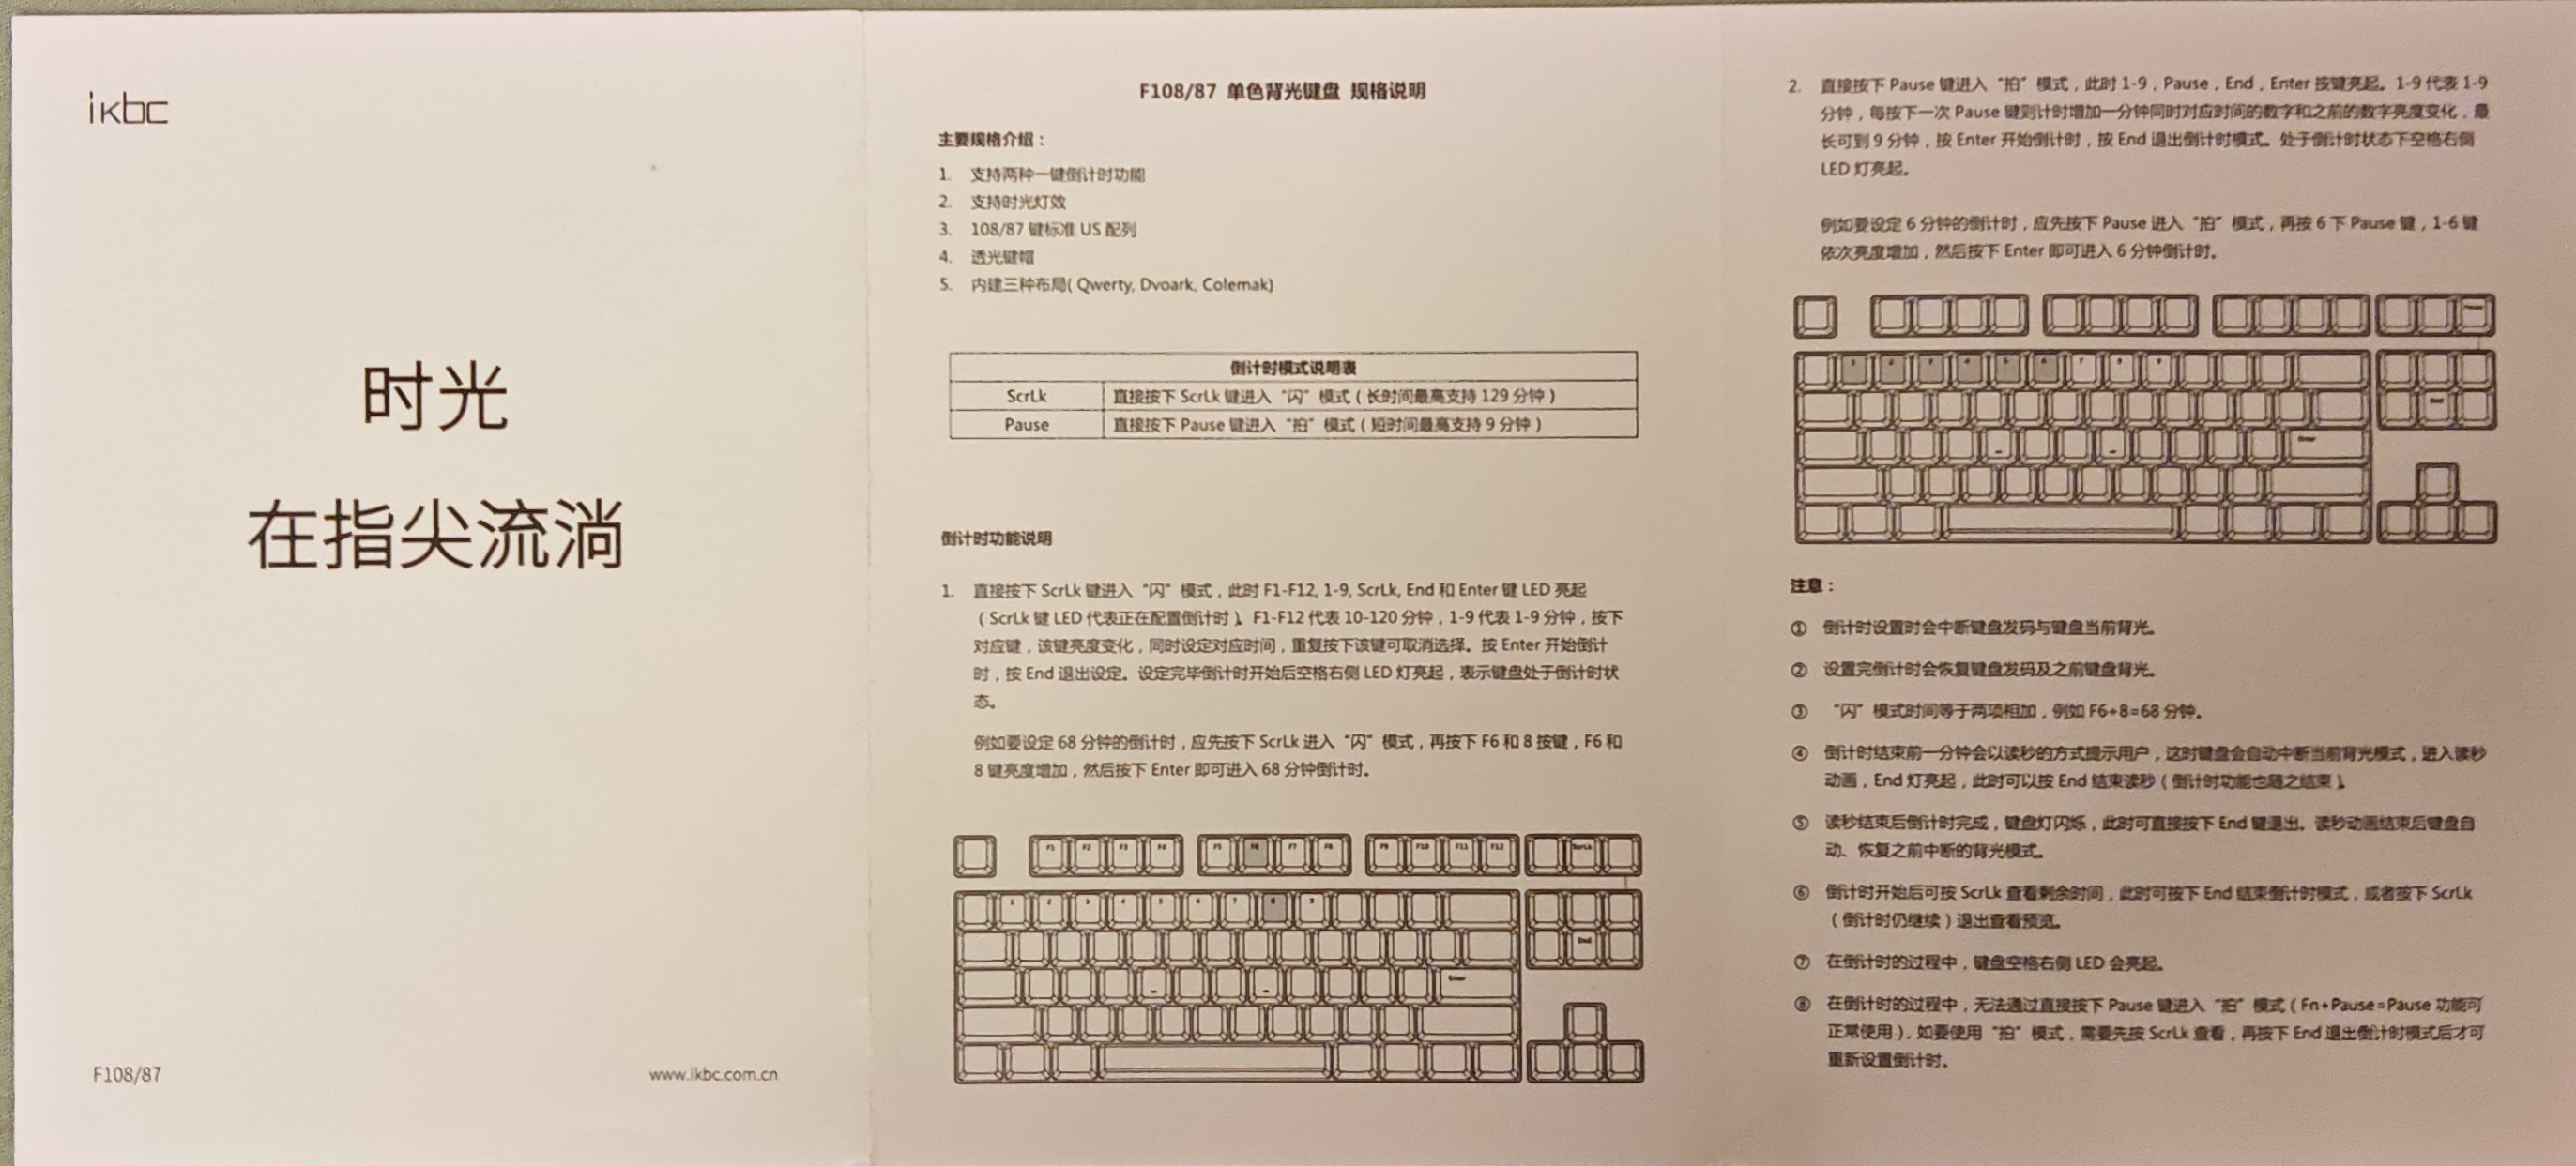 ikbc
时光
在指尖流淌
F108/87
www.ikbc.com.cn
F108/87 单色背光键盘 规格说明
主要规格介绍：
1. 支持两种一键倒计时功能
2. 支持时光灯效
3. 108/87 键标准 US 配列
4. 透光键帽
5. 内建三种布局( Qwerty, Dvoark, Colemak)
倒计时模式说明表
ScrLk 直接按下 ScrLk 键进入“闪”模式（长时间最高支持 129 分钟）
Pause 直接按下 Pause 键进入“拍”模式（短时间最高支持 9 分钟）
倒计时功能说明
1. 直接按下 ScrLk 键进入“闪”模式，此时 F1-F12, 1-9, ScrLk, End 和 Enter 键 LED 亮起
（ScrLk 键 LED 代表正在配置倒计时）。F1-F12 代表 10-120 分钟，1-9 代表 1-9 分钟，按下
对应键，该键亮度变化，同时设定对应时间，重复按下该键可取消选择。按 Enter 开始倒计
时，按 End 退出设定。设定完毕倒计时开始后空格右侧 LED 灯亮起，表示键盘处于倒计时状
态。
例如要设定 68 分钟的倒计时，应先按下 ScrLk 进入“闪”模式，再按下 F6 和 8 按键，F6 和
8 键亮度增加，然后按下 Enter 即可进入 68 分钟倒计时。
F1 F2 F3 F4 F5 F6 F7 F8 F9 F10 F11 F12 ScrLk
1 2 3 4 5 6 7 8 9
End
Enter
2. 直接按下 Pause 键进入“拍”模式，此时 1-9，Pause，End，Enter 按键亮起。1-9 代表 1-9
分钟，每按下一次 Pause 键则计时增加一分钟同时对应时间的数字和之前的数字亮度变化，最
长可到 9 分钟，按 Enter 开始倒计时，按 End 退出倒计时模式。处于倒计时状态下空格右侧
LED 灯亮起。
例如要设定 6 分钟的倒计时，应先按下 Pause 进入“拍”模式，再按 6 下 Pause 键，1-6 键
依次亮度增加，然后按下 Enter 即可进入 6 分钟倒计时。
Pause
1 2 3 4 5 6 7 8 9
End
Enter
注意：
① 倒计时设置时会中断键盘发码与键盘当前背光。
② 设置完倒计时会恢复键盘发码及之前键盘背光。
③ “闪”模式时间等于两项相加，例如 F6+8=68 分钟。
④ 倒计时结束前一分钟会以读秒的方式提示用户，这时键盘会自动中断当前背光模式，进入读秒
动画，End 灯亮起，此时可以按 End 结束读秒（倒计时功能也随之结束）。
⑤ 读秒结束后倒计时完成，键盘灯闪烁，此时可直接按下 End 键退出。读秒动画结束后键盘自
动、恢复之前中断的背光模式。
⑥ 倒计时开始后可按 ScrLk 查看剩余时间，此时可按下 End 结束倒计时模式，或者按下 ScrLk
（倒计时仍继续）退出查看预览。
⑦ 在倒计时的过程中，键盘空格右侧 LED 会亮起。
⑧ 在倒计时的过程中，无法通过直接按下 Pause 键进入“拍”模式（Fn+Pause=Pause 功能可
正常使用），如要使用“拍”模式，需要先按 ScrLk 查看，再按下 End 退出倒计时模式后才可
重新设置倒计时。